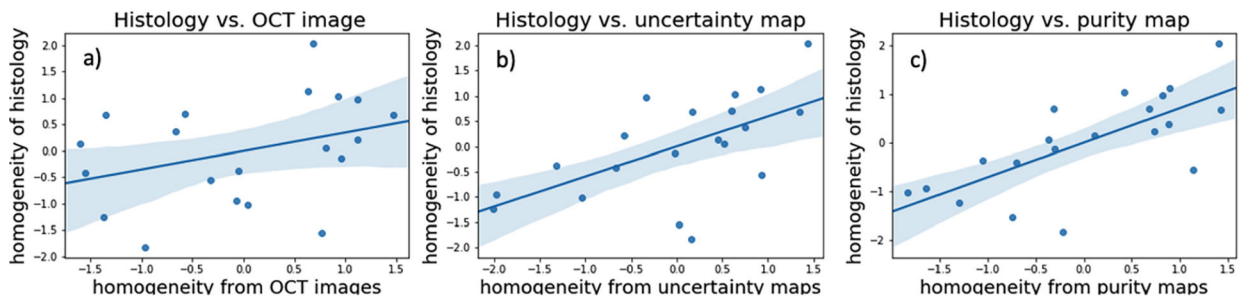 Histology vs. OCT image
a)
homogeneity of histology
2.0
1.5
1.0
0.5
0.0
−0.5
−1.0
−1.5
−2.0
−1.5 −1.0 −0.5 0.0 0.5 1.0 1.5
homogeneity from OCT images
Histology vs. uncertainty map
b)
homogeneity of histology
2.0
1.5
1.0
0.5
0.0
−0.5
−1.0
−1.5
−2.0
−2.0 −1.5 −1.0 −0.5 0.0 0.5 1.0 1.5
homogeneity from uncertainty maps
Histology vs. purity map
c)
homogeneity of histology
2
1
0
−1
−2
−1.5 −1.0 −0.5 0.0 0.5 1.0 1.5
homogeneity from purity maps